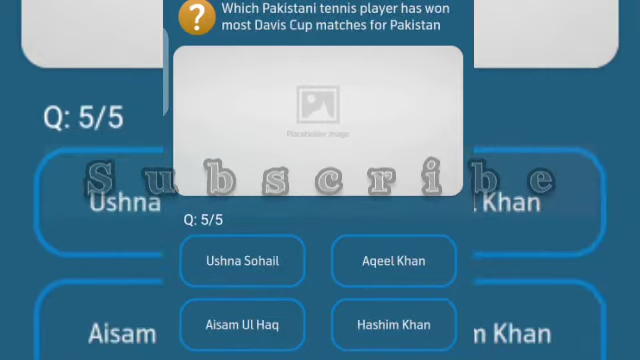 ?
Which Pakistani tennis player has won
most Davis Cup matches for Pakistan
Placeholder Image
Q: 5/5
Subscribe
Ushna
Khan
Q: 5/5
Ushna Sohail
Aqeel Khan
Aisam Ul Haq
Hashim Khan
Aisam
m Khan